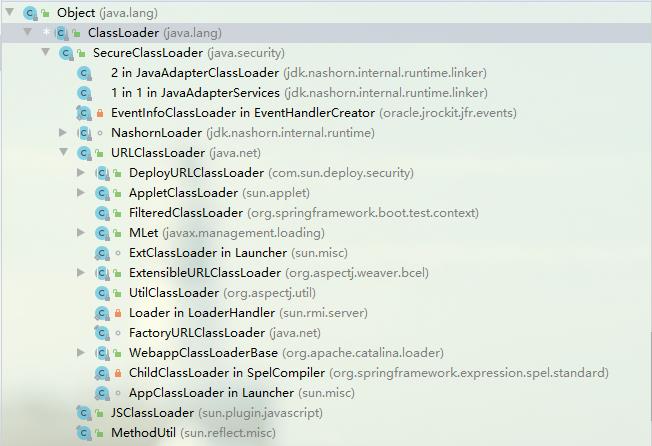 Object (java.lang)
* ClassLoader (java.lang)
SecureClassLoader (java.security)
2 in JavaAdapterClassLoader (jdk.nashorn.internal.runtime.linker)
1 in 1 in JavaAdapterServices (jdk.nashorn.internal.runtime.linker)
EventInfoClassLoader in EventHandlerCreator (oracle.jrockit.jfr.events)
NashornLoader (jdk.nashorn.internal.runtime)
URLClassLoader (java.net)
DeployURLClassLoader (com.sun.deploy.security)
AppletClassLoader (sun.applet)
FilteredClassLoader (org.springframework.boot.test.context)
MLet (javax.management.loading)
ExtClassLoader in Launcher (sun.misc)
ExtensibleURLClassLoader (org.aspectj.weaver.bcel)
UtilClassLoader (org.aspectj.util)
Loader in LoaderHandler (sun.rmi.server)
FactoryURLClassLoader (java.net)
WebappClassLoaderBase (org.apache.catalina.loader)
ChildClassLoader in SpelCompiler (org.springframework.expression.spel.standard)
AppClassLoader in Launcher (sun.misc)
JSClassLoader (sun.plugin.javascript)
MethodUtil (sun.reflect.misc)